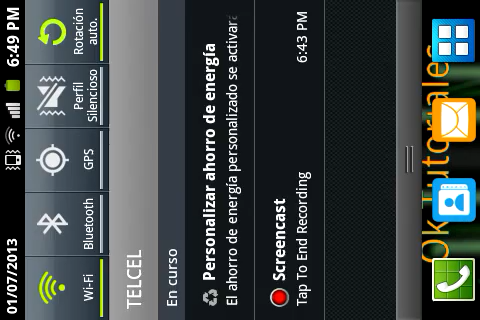 01/07/2013
6:49 PM
Wi-Fi
Bluetooth
GPS
Perfil
Silencioso
Rotación
auto.
TELCEL
En curso
Personalizar ahorro de energía
El ahorro de energía personalizado se activará
Screencast
6:43 PM
Tap To End Recording
Ok Tutoriales